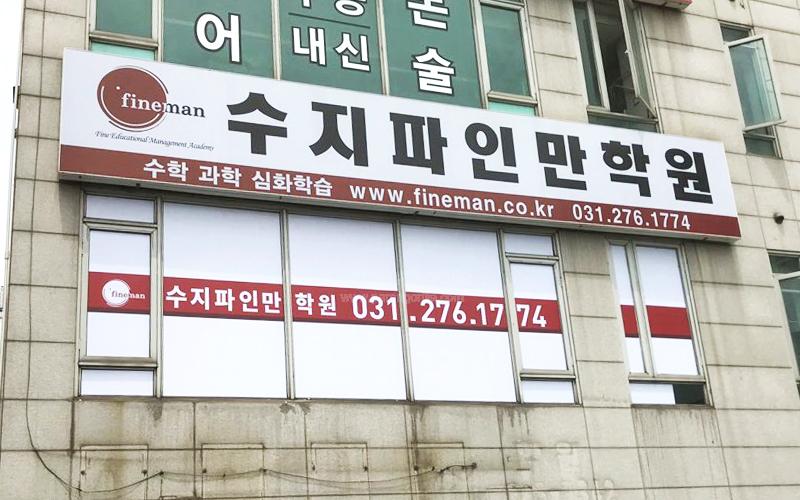 어
내신
논술
fineman
Fine Educational Management Academy
수지파인만학원
수학 과학 심화학습 www.fineman.co.kr 031.276.1774
fineman 수지파인만 학원 031.276.1774